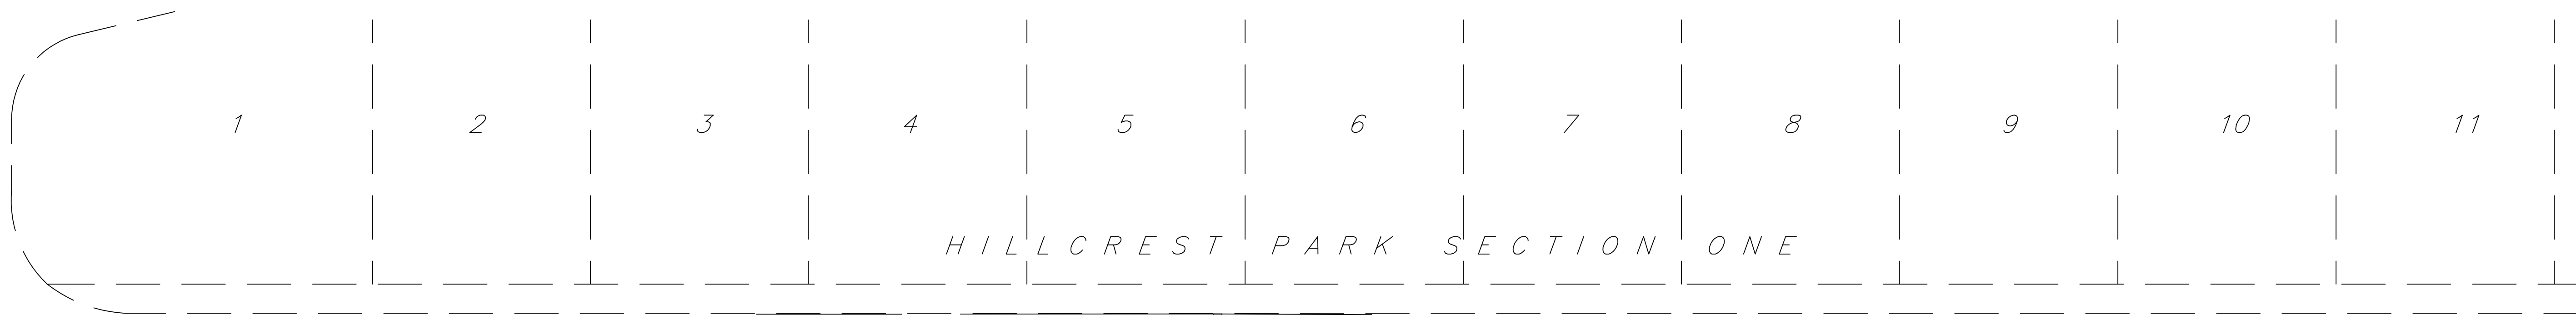 1 2 3 4 5 6 7 8 9 10 11
HILLCREST PARK SECTION ONE